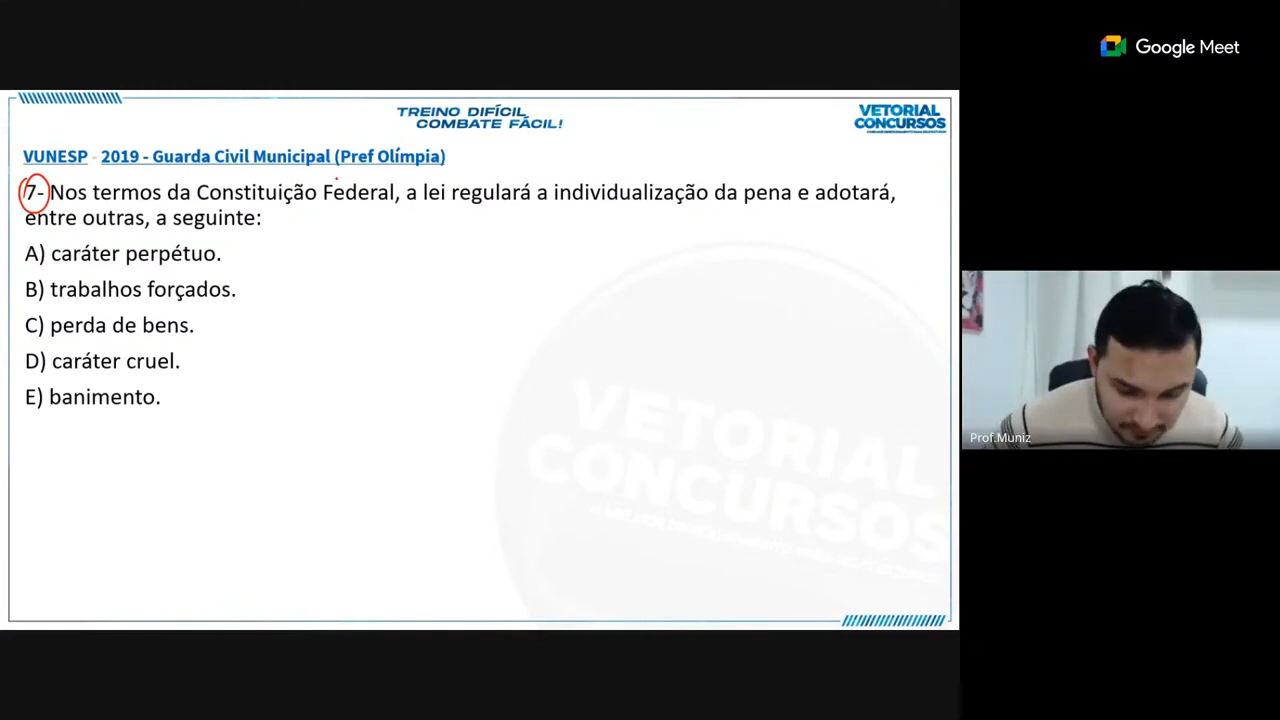 Google Meet
TREINO DIFÍCIL
COMBATE FÁCIL!
VETORIAL
CONCURSOS
VUNESP - 2019 - Guarda Civil Municipal (Pref Olímpia)
7- Nos termos da Constituição Federal, a lei regulará a individualização da pena e adotará,
entre outras, a seguinte:
A) caráter perpétuo.
B) trabalhos forçados.
C) perda de bens.
D) caráter cruel.
E) banimento.
VETORIAL
CONCURSOS
Prof.Muniz